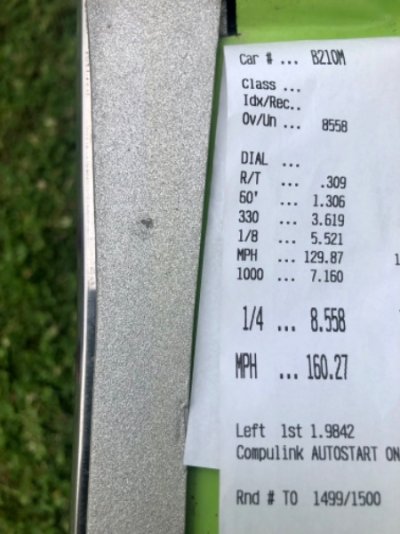 Car # ... B210M
Class ...
Idx/Rec..
Ov/Un ... 8558
DIAL ...
R/T ... .309
60' ... 1.306
330 ... 3.619
1/8 ... 5.521
MPH ... 129.87
1000 ... 7.160
1/4 ... 8.558
MPH ... 160.27
Left 1st 1.9842
Compulink AUTOSTART ON
Rnd # TO 1499/1500